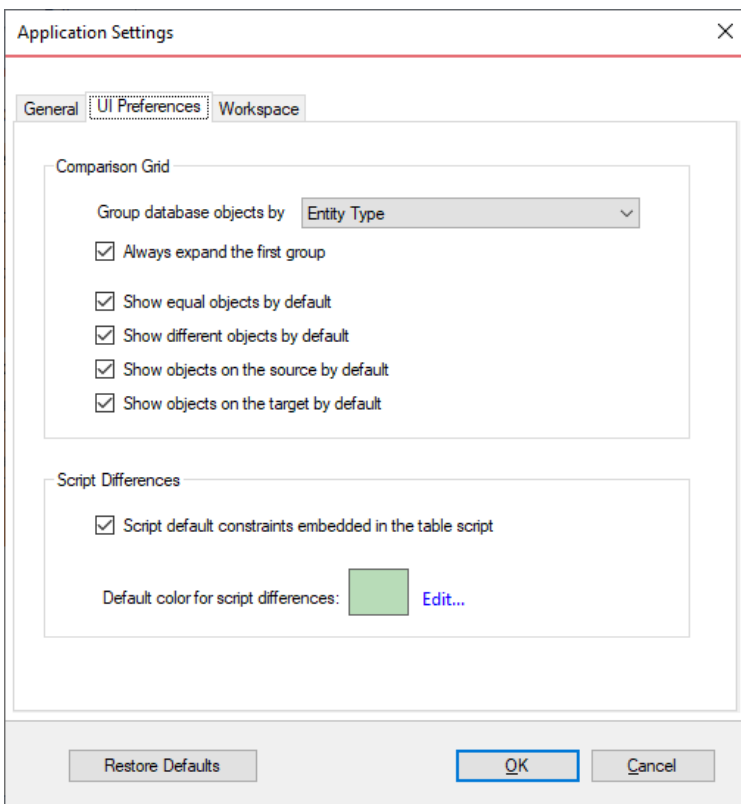 Application Settings
General UI Preferences Workspace
Comparison Grid
Group database objects by Entity Type
Always expand the first group
Show equal objects by default
Show different objects by default
Show objects on the source by default
Show objects on the target by default
Script Differences
Script default constraints embedded in the table script
Default color for script differences: Edit...
Restore Defaults OK Cancel